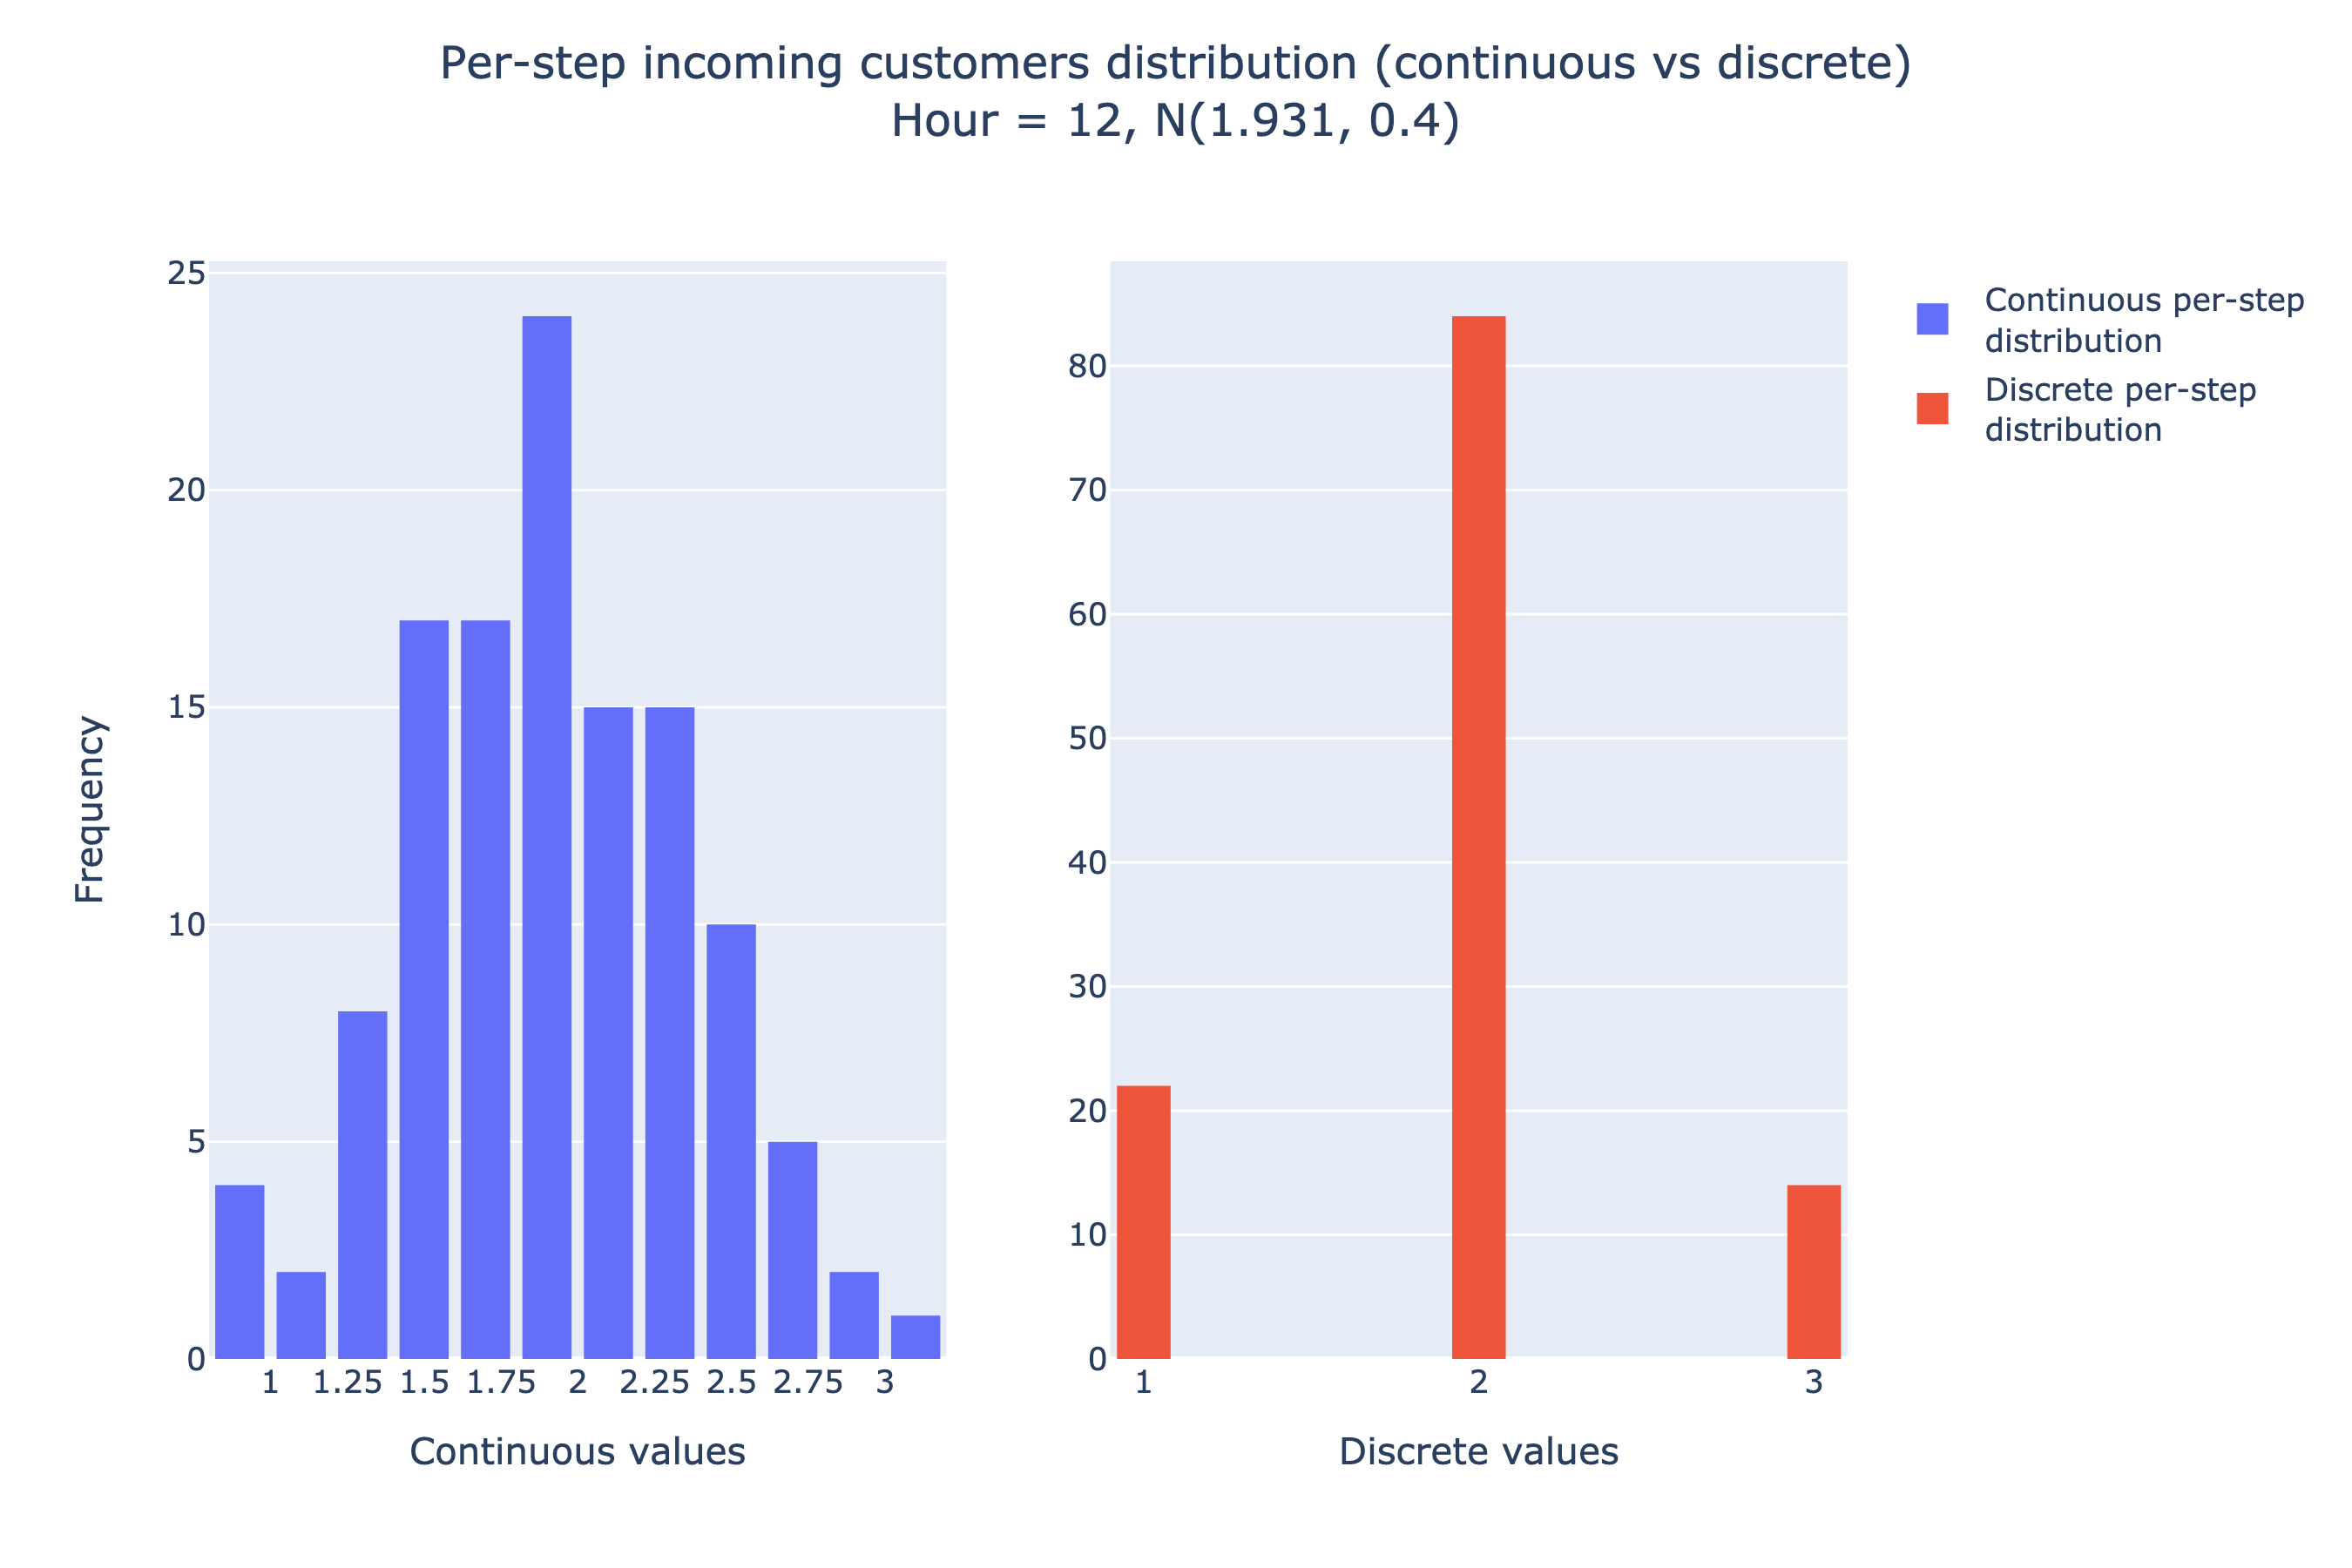 Per-step incoming customers distribution (continuous vs discrete)
Hour = 12, N(1.931, 0.4)
Frequency
25
20
15
10
5
0
1 1.25 1.5 1.75 2 2.25 2.5 2.75 3
Continuous values
80
70
60
50
40
30
20
10
0
1 2 3
Discrete values
Continuous per-step
distribution
Discrete per-step
distribution